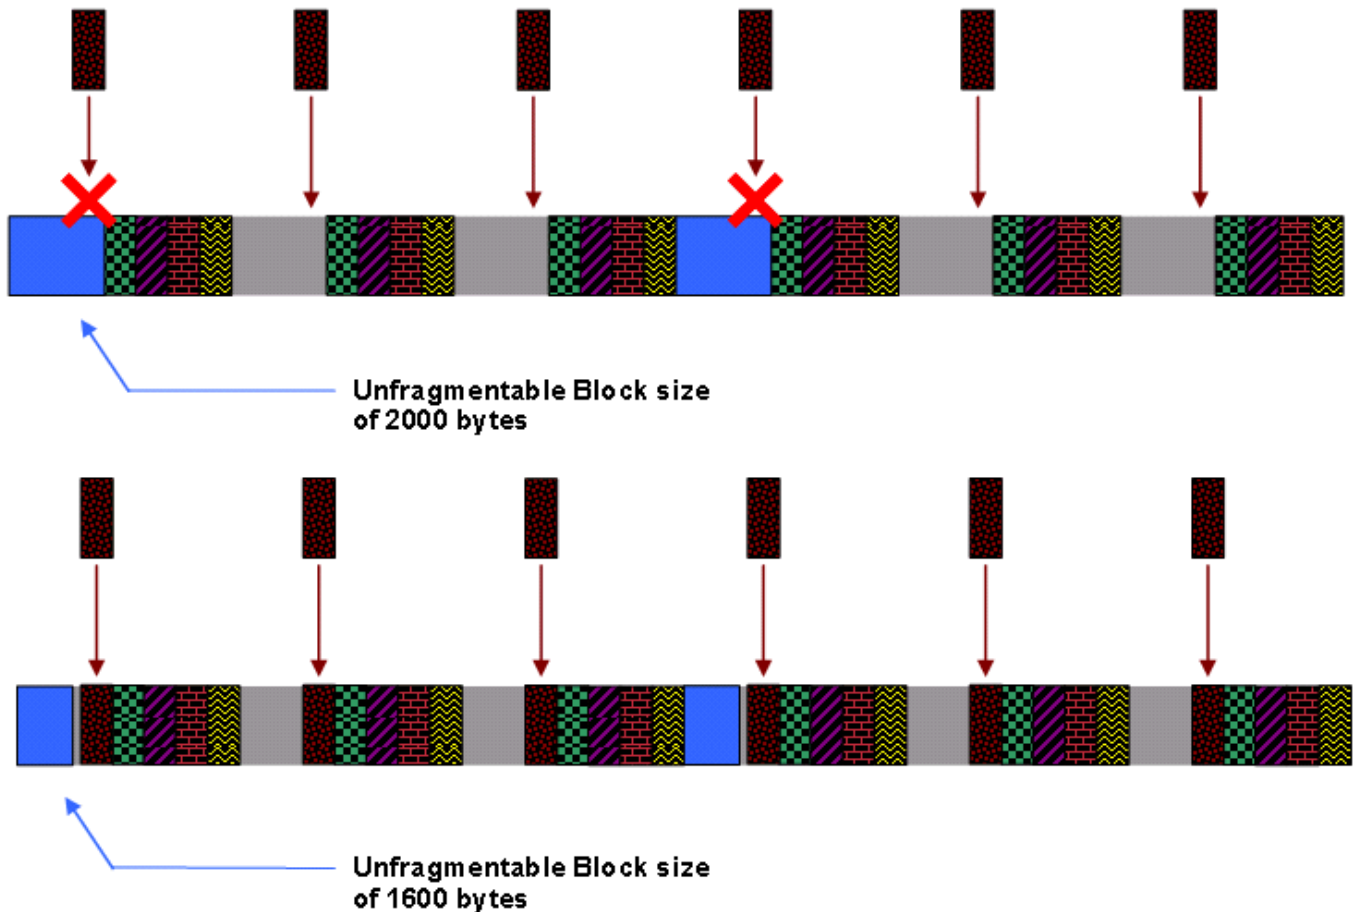 Unfragmentable Block size
of 2000 bytes
Unfragmentable Block size
of 1600 bytes